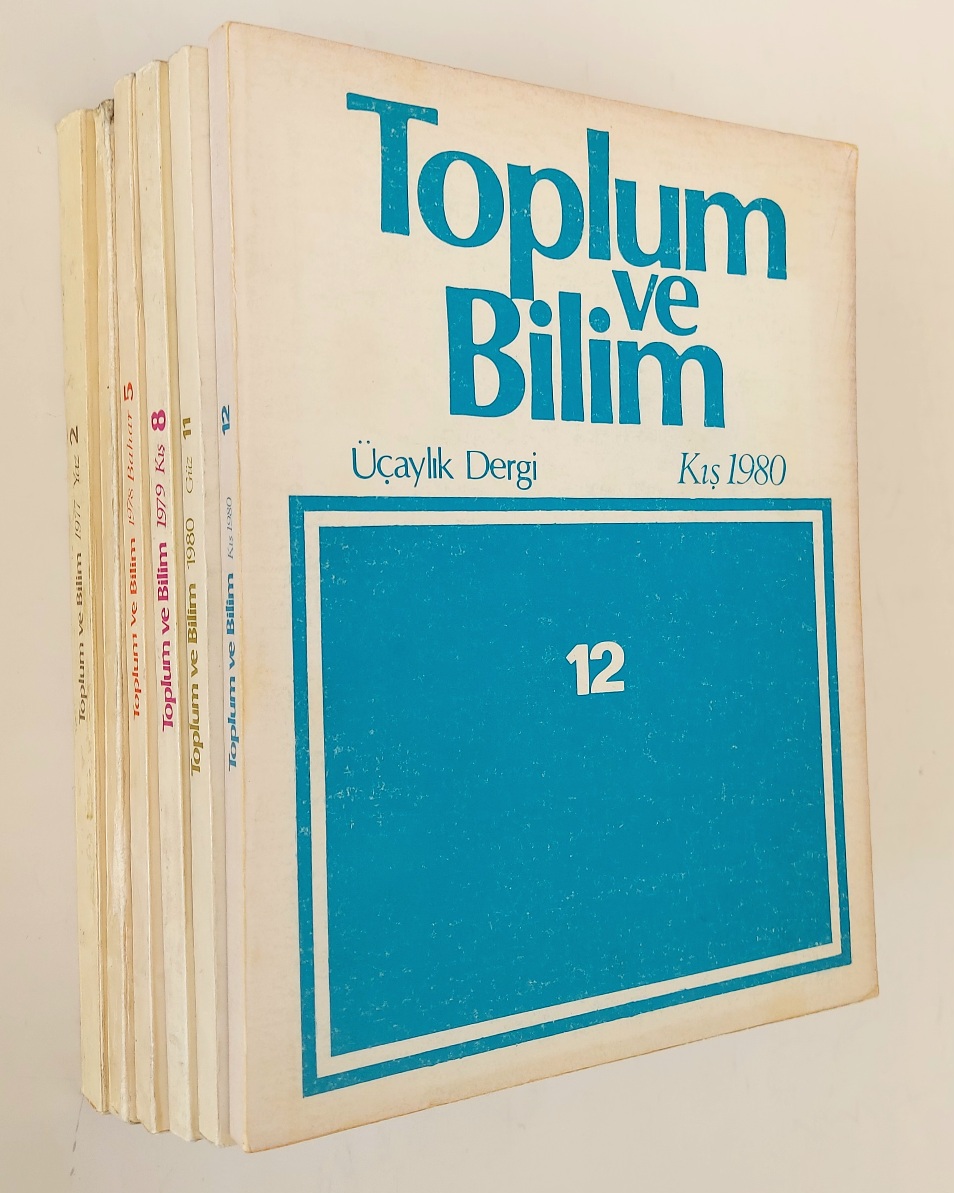 Toplum
ve
Bilim
Üçaylık Dergi
Kış 1980
12
Toplum ve Bilim Kış 1980 12
Toplum ve Bilim 1980 Güz 11
Toplum ve Bilim 1979 Kış 8
Toplum ve Bilim 1978 Bahar 5
Toplum ve Bilim 1977 Yaz 2